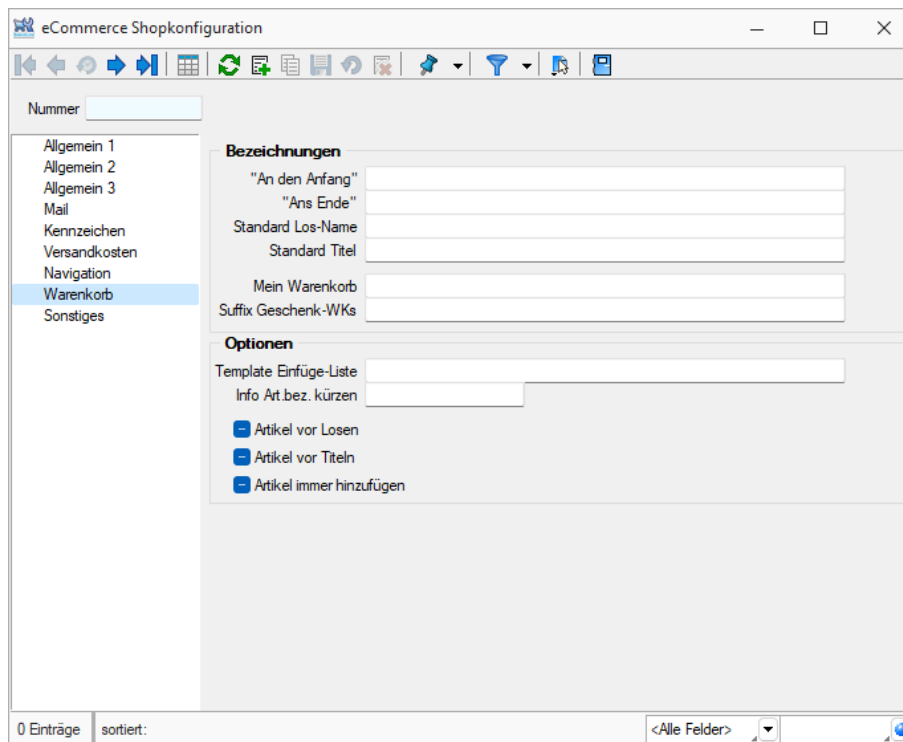 eCommerce Shopkonfiguration
Nummer
Allgemein 1
Allgemein 2
Allgemein 3
Mail
Kennzeichen
Versandkosten
Navigation
Warenkorb
Sonstiges
Bezeichnungen
"An den Anfang"
"Ans Ende"
Standard Los-Name
Standard Titel
Mein Warenkorb
Suffix Geschenk-WKs
Optionen
Template Einfüge-Liste
Info Art.bez. kürzen
Artikel vor Losen
Artikel vor Titeln
Artikel immer hinzufügen
0 Einträge
sortiert:
<Alle Felder>